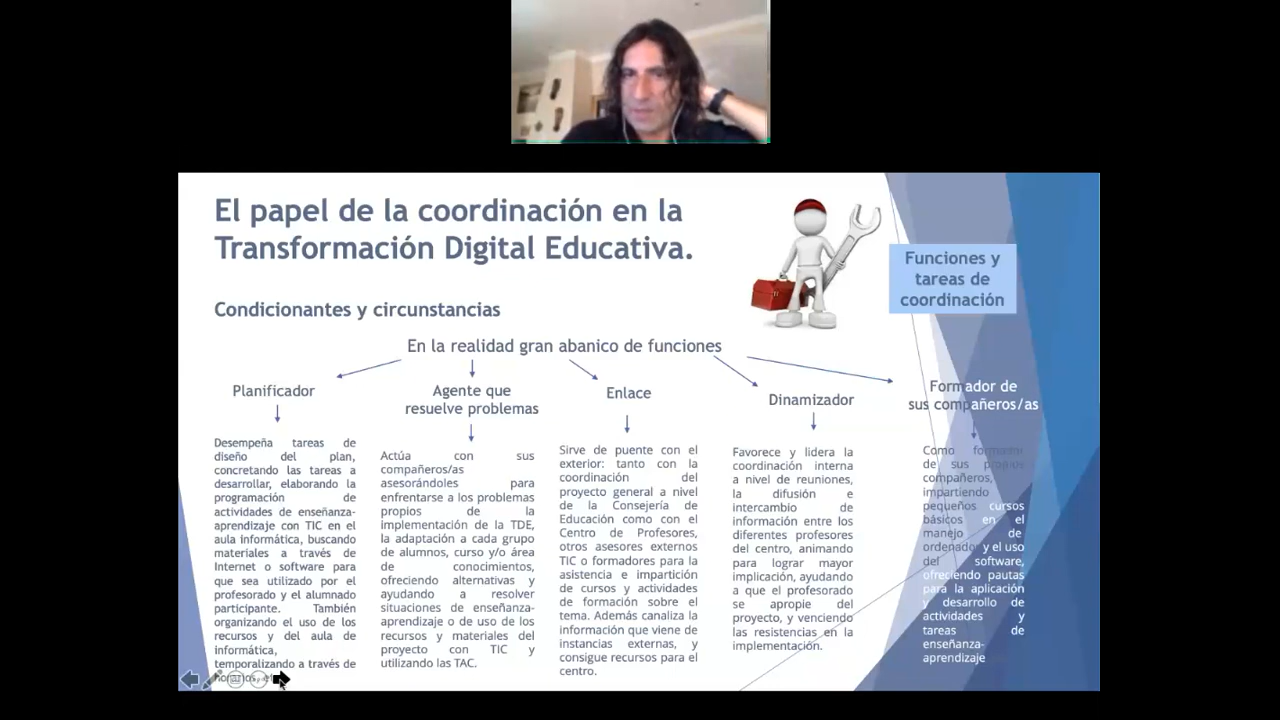 El papel de la coordinación en la
Transformación Digital Educativa.
Funciones y
tareas de
coordinación
Condicionantes y circunstancias
En la realidad gran abanico de funciones
Planificador
Desempeña tareas de
diseño del plan,
concretando las tareas a
desarrollar, elaborando la
programación de
actividades de enseñanza-
aprendizaje con TIC en el
aula informática, buscando
materiales a través de
Internet o software para
que sea utilizado por el
profesorado y el alumnado
participante. También
organizando el uso de los
recursos y del aula de
informática,
temporalizando a través de
horarios,
Agente que
resuelve problemas
Actúa con sus
compañeros/as
asesorándoles para
enfrentarse a los problemas
propios de la
implementación de la TDE,
la adaptación a cada grupo
de alumnos, curso y/o área
de conocimientos,
ofreciendo alternativas y
ayudando a resolver
situaciones de enseñanza-
aprendizaje o de uso de los
recursos y materiales del
proyecto con TIC y
utilizando las TAC.
Enlace
Sirve de puente con el
exterior: tanto con la
coordinación del
proyecto general a nivel
de la Consejería de
Educación como con el
Centro de Profesores,
otros asesores externos
TIC o formadores para la
asistencia e impartición
de cursos y actividades
de formación sobre el
tema. Además canaliza la
información que viene de
instancias externas, y
consigue recursos para el
centro.
Dinamizador
Favorece y lidera la
coordinación interna
a nivel de reuniones,
la difusión e
intercambio de
información entre los
diferentes profesores
del centro, animando
para lograr mayor
implicación, ayudando
a que el profesorado
se apropie del
proyecto, y venciendo
las resistencias en la
implementación.
Formador de
sus compañeros/as
Como formador
de sus propios
compañeros,
impartiendo
pequeños cursos
básicos en el
manejo de
ordenador y el uso
del software,
ofreciendo pautas
para la aplicación
y desarrollo de
actividades y
tareas de
enseñanza-
aprendizaje